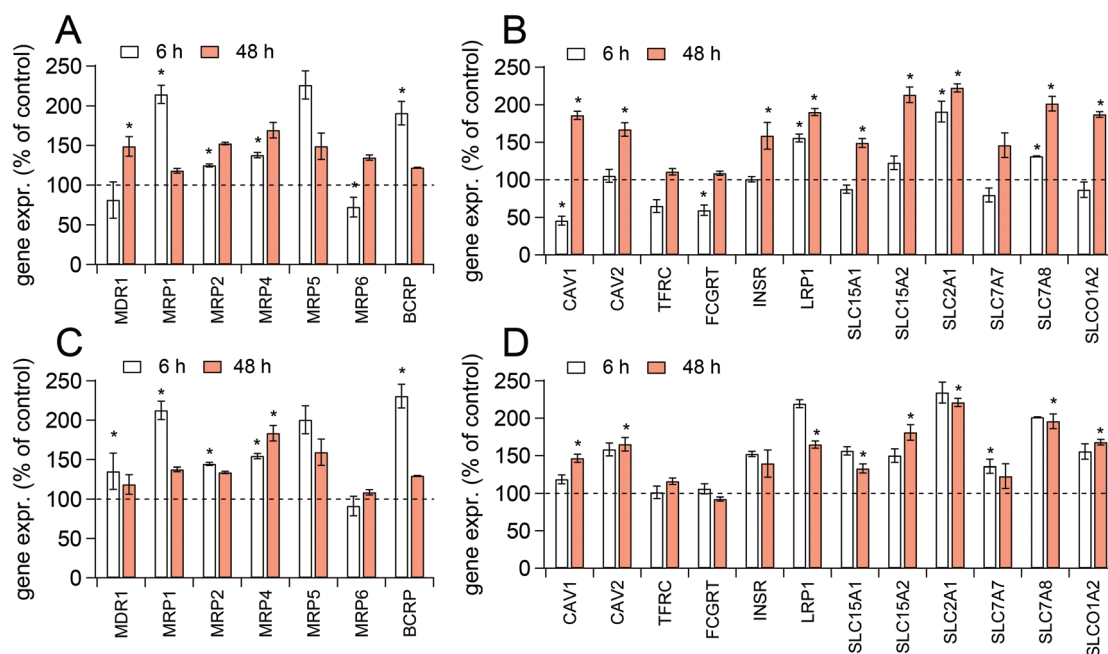 A
6 h 48 h
gene expr. (% of control)
250
200
150
100
50
0
* * * * * *
MDR1 MRP1 MRP2 MRP4 MRP5 MRP6 BCRP
B
6 h 48 h
gene expr. (% of control)
250
200
150
100
50
0
* * * * * * * * * * * * * *
CAV1 CAV2 TFRC FCGRT INSR LRP1 SLC15A1 SLC15A2 SLC2A1 SLC7A7 SLC7A8 SLCO1A2
C
6 h 48 h
gene expr. (% of control)
250
200
150
100
50
0
* * * * * *
MDR1 MRP1 MRP2 MRP4 MRP5 MRP6 BCRP
D
6 h 48 h
gene expr. (% of control)
250
200
150
100
50
0
* * * * * * * * *
CAV1 CAV2 TFRC FCGRT INSR LRP1 SLC15A1 SLC15A2 SLC2A1 SLC7A7 SLC7A8 SLCO1A2